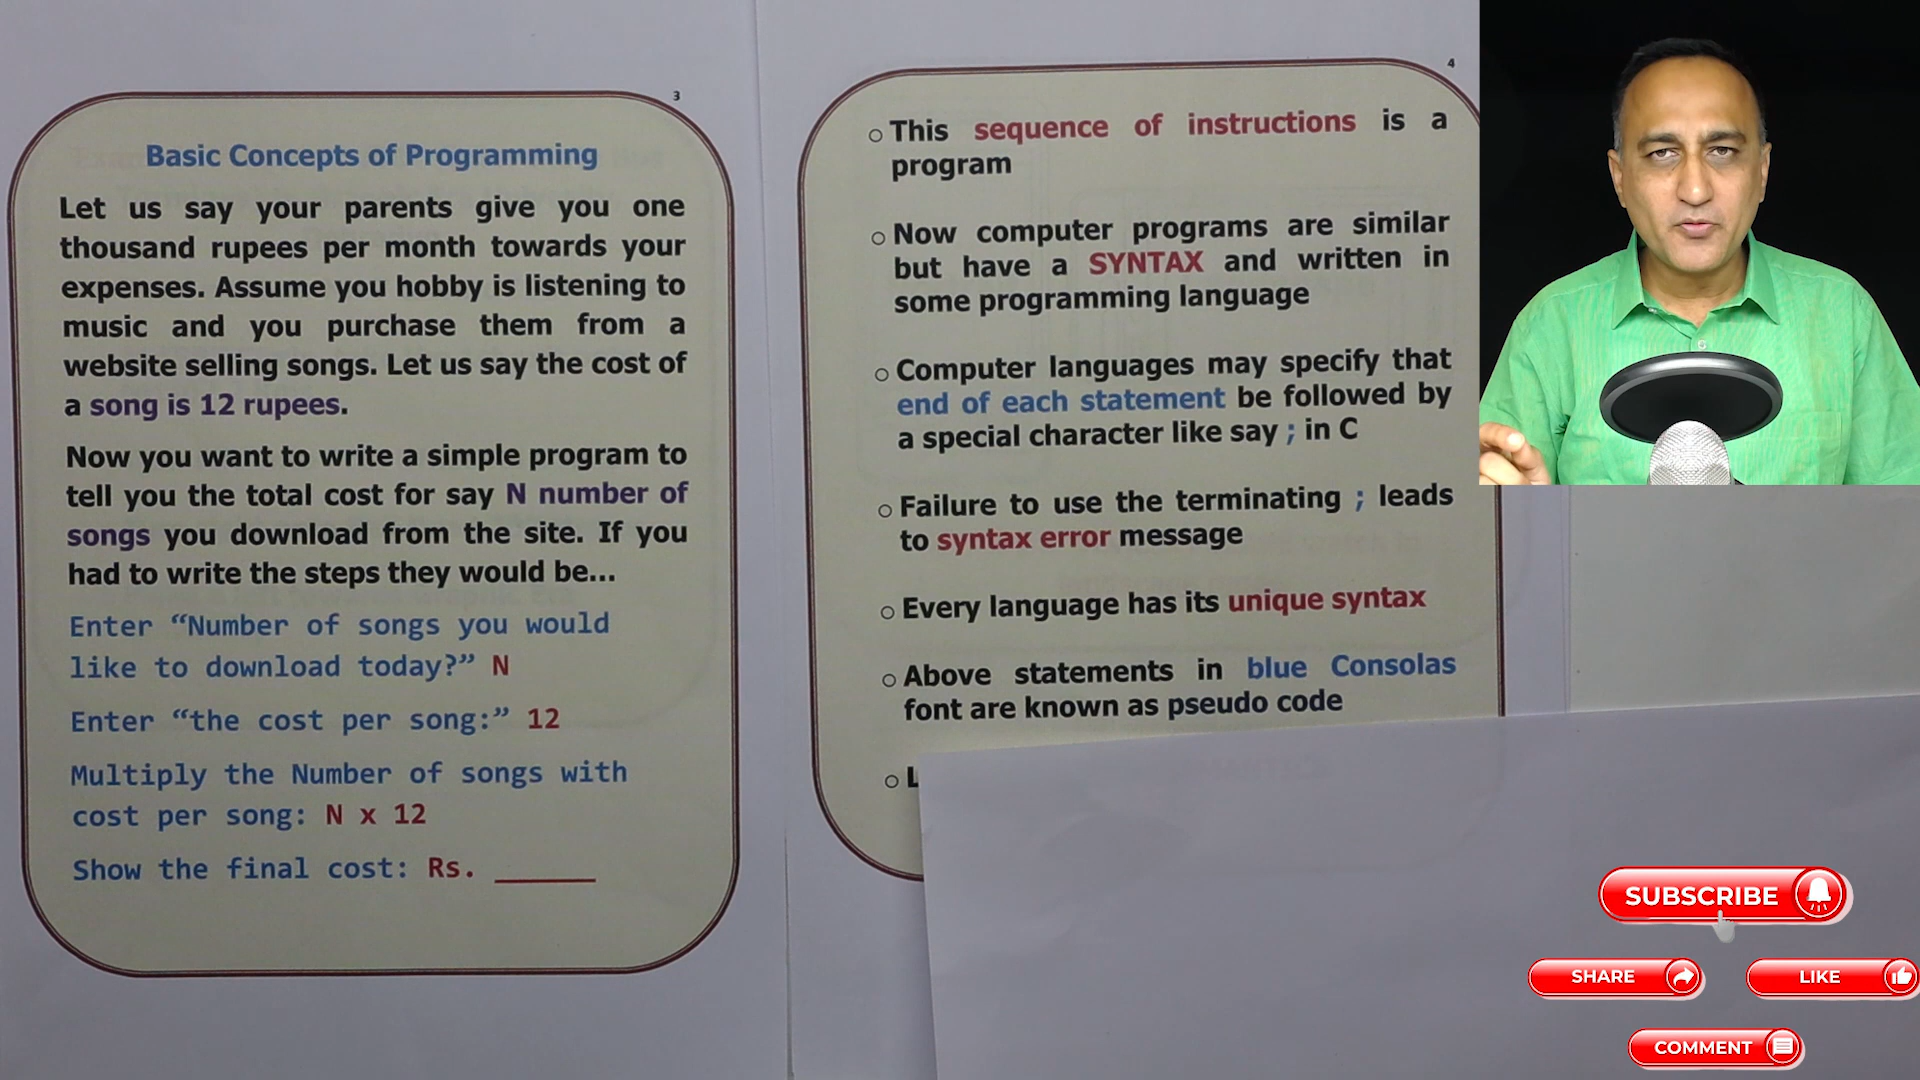 3
Basic Concepts of Programming
Let us say your parents give you one
thousand rupees per month towards your
expenses. Assume you hobby is listening to
music and you purchase them from a
website selling songs. Let us say the cost of
a song is 12 rupees.
Now you want to write a simple program to
tell you the total cost for say N number of
songs you download from the site. If you
had to write the steps they would be...
Enter “Number of songs you would
like to download today?” N
Enter “the cost per song:” 12
Multiply the Number of songs with
cost per song: N x 12
Show the final cost: Rs. ______
4
○ This sequence of instructions is a
program
○ Now computer programs are similar
but have a SYNTAX and written in
some programming language
○ Computer languages may specify that
end of each statement be followed by
a special character like say ; in C
○ Failure to use the terminating ; leads
to syntax error message
○ Every language has its unique syntax
○ Above statements in blue Consolas
font are known as pseudo code
○ L
SUBSCRIBE
SHARE
LIKE
COMMENT